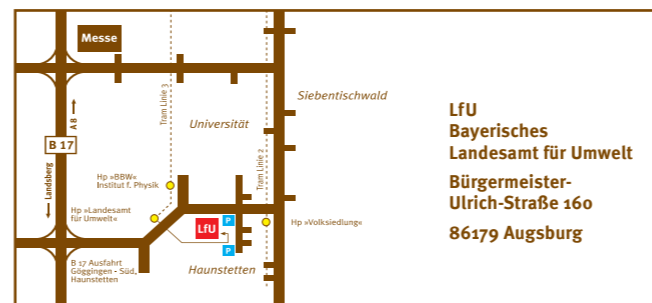 Messe
Tram Linie 3
Siebentischwald
A 8
Universität
B 17
Tram Linie 2
Landsberg
Hp »BBW«
Institut f. Physik
Hp »Landesamt
für Umwelt«
P
LfU
P
Hp »Volksiedlung«
B 17 Ausfahrt
Göggingen - Süd,
Haunstetten
Haunstetten
LfU
Bayerisches
Landesamt für Umwelt
Bürgermeister-
Ulrich-Straße 160
86179 Augsburg